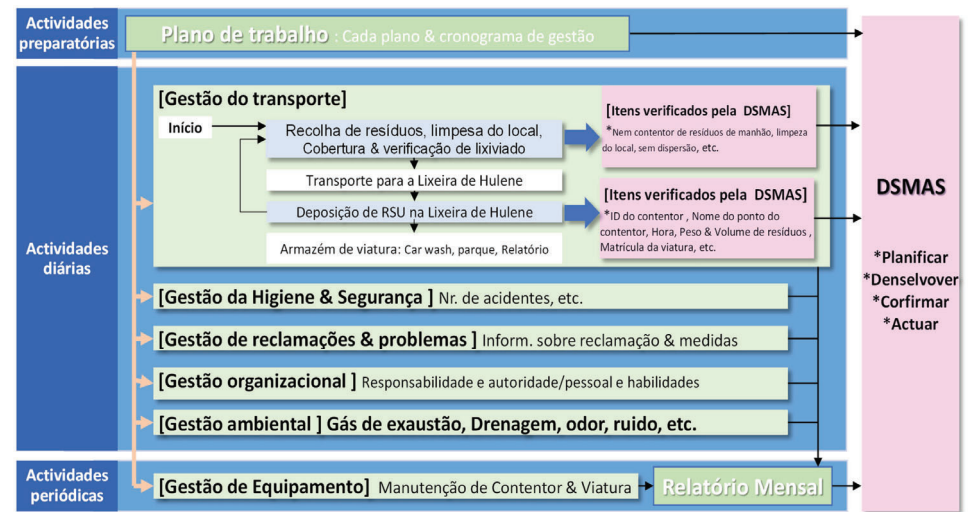 Actividades
preparatórias
Plano de trabalho : Cada plano & cronograma de gestão
Actividades
diárias
[Gestão do transporte]
Início
Recolha de resíduos, limpesa do local,
Cobertura & verificação de lixiviado
Transporte para a Lixeira de Hulene
Deposição de RSU na Lixeira de Hulene
Armazém de viatura: Car wash, parque, Relatório
[Itens verificados pela DSMAS]
*Nem contentor de resíduos de manhão, limpeza
do local, sem dispersão, etc.
[Itens verificados pela DSMAS]
*ID do contentor , Nome do ponto do
contentor, Hora, Peso & Volume de resíduos ,
Matrícula da viatura, etc.
[Gestão da Higiene & Segurança ] Nr. de acidentes, etc.
[Gestão de reclamações & problemas ] Inform. sobre reclamação & medidas
[Gestão organizacional ] Responsabilidade e autoridade/pessoal e habilidades
[Gestão ambiental ] Gás de exaustão, Drenagem, odor, ruido, etc.
Actividades
periódicas
[Gestão de Equipamento] Manutenção de Contentor & Viatura
Relatório Mensal
DSMAS
*Planificar
*Denselvover
*Confirmar
*Actuar